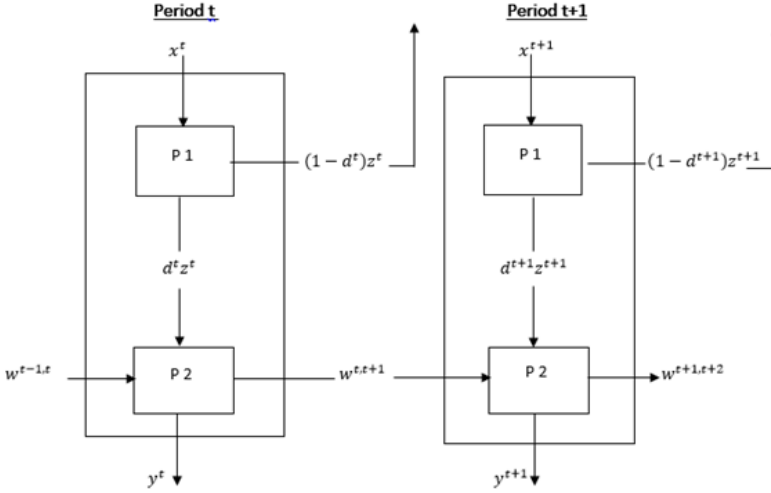 Period t Period t+1
x^t x^{t+1}
P 1 (1 − d^t)z^t P 1 (1 − d^{t+1})z^{t+1}
d^t z^t d^{t+1} z^{t+1}
w^{t−1,t} P 2 w^{t,t+1} P 2 w^{t+1,t+2}
y^t y^{t+1}